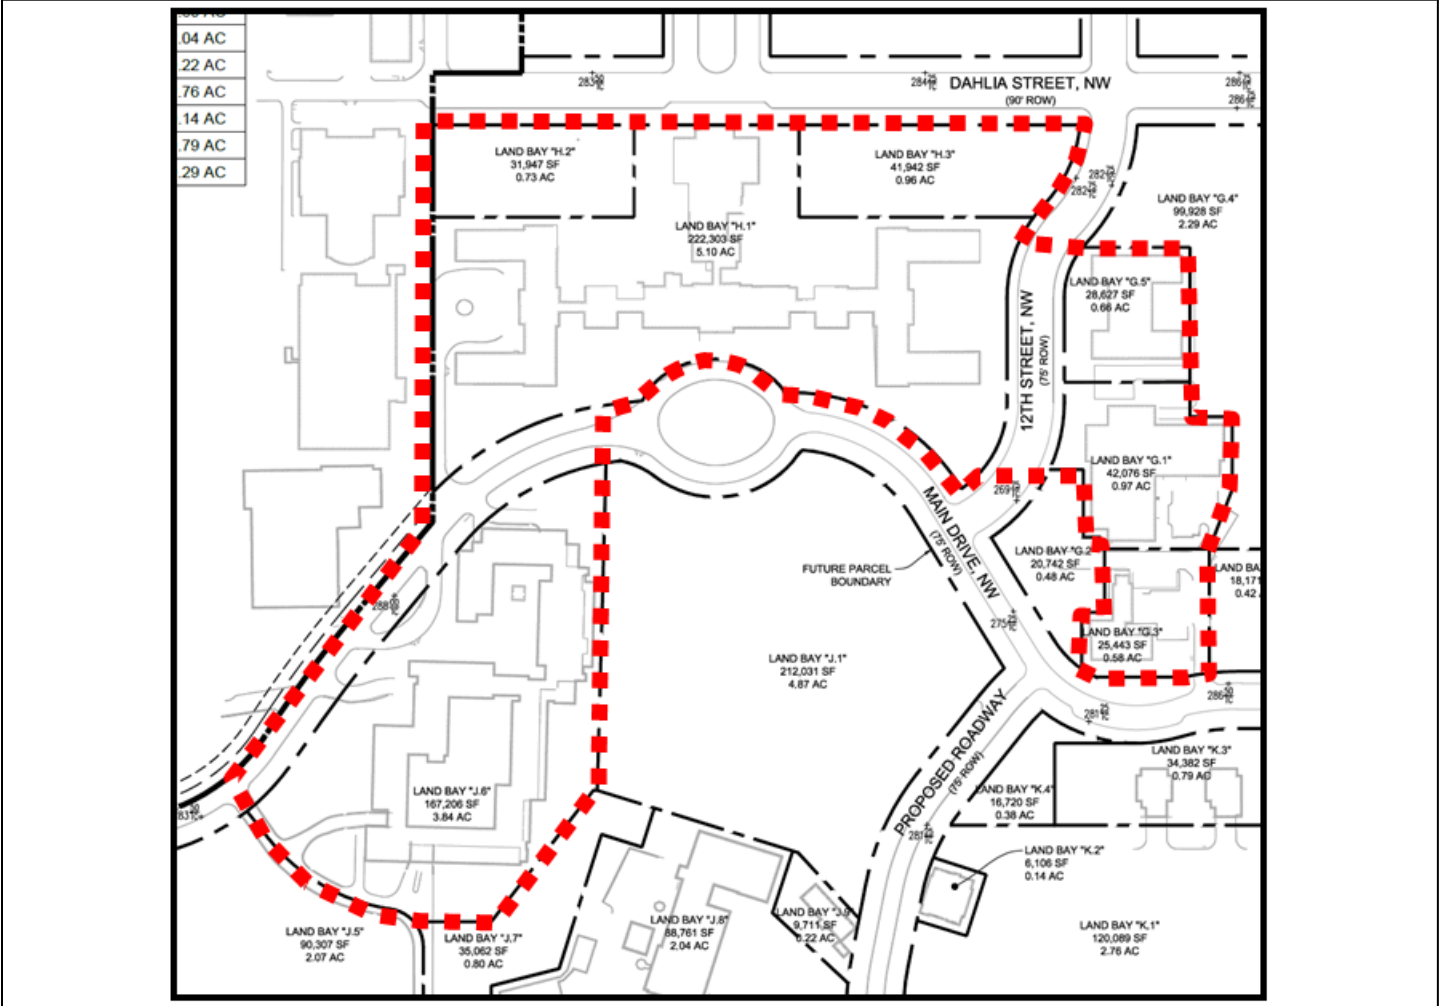 .04 AC
.22 AC
.76 AC
.14 AC
.79 AC
.29 AC
DAHLIA STREET, NW
(90' ROW)
LAND BAY "H.2"
31,947 SF
0.73 AC
LAND BAY "H.3"
41,942 SF
0.96 AC
LAND BAY "G.4"
99,928 SF
2.29 AC
LAND BAY "H.1"
222,303 SF
5.10 AC
LAND BAY "G.5"
28,627 SF
0.66 AC
12TH STREET, NW
(75' ROW)
LAND BAY "G.1"
42,076 SF
0.97 AC
MAIN DRIVE, NW
(75' ROW)
FUTURE PARCEL
BOUNDARY
LAND BAY "G.2
20,742 SF
0.48 AC
LAND BA
18,171
0.42
LAND BAY "G.3"
25,443 SF
0.58 AC
LAND BAY "J.1"
212,031 SF
4.87 AC
PROPOSED ROADWAY
(75' ROW)
LAND BAY "K.3"
34,382 SF
0.79 AC
LAND BAY "J.6"
167,206 SF
3.84 AC
LAND BAY "K.4"
16,720 SF
0.38 AC
LAND BAY "K.2"
6,106 SF
0.14 AC
LAND BAY "J.5"
90,307 SF
2.07 AC
LAND BAY "J.7"
35,062 SF
0.80 AC
LAND BAY "J.8"
88,761 SF
2.04 AC
LAND BAY "J.9
9,711 SF
0.22 AC
LAND BAY "K.1"
120,089 SF
2.76 AC